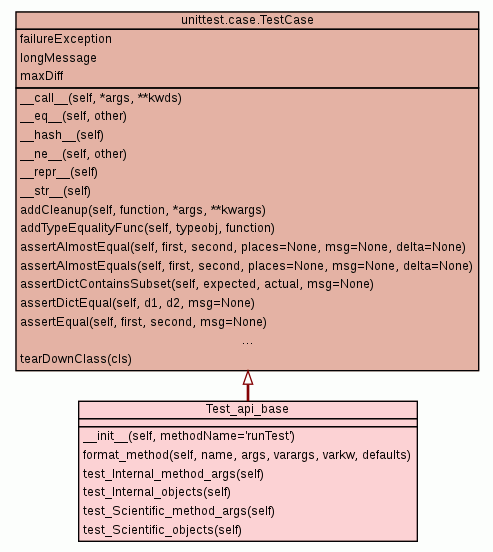 unittest.case.TestCase
failureException
longMessage
maxDiff
__call__(self, *args, **kwds)
__eq__(self, other)
__hash__(self)
__ne__(self, other)
__repr__(self)
__str__(self)
addCleanup(self, function, *args, **kwargs)
addTypeEqualityFunc(self, typeobj, function)
assertAlmostEqual(self, first, second, places=None, msg=None, delta=None)
assertAlmostEquals(self, first, second, places=None, msg=None, delta=None)
assertDictContainsSubset(self, expected, actual, msg=None)
assertDictEqual(self, d1, d2, msg=None)
assertEqual(self, first, second, msg=None)
...
tearDownClass(cls)
Test_api_base
__init__(self, methodName='runTest')
format_method(self, name, args, varargs, varkw, defaults)
test_Internal_method_args(self)
test_Internal_objects(self)
test_Scientific_method_args(self)
test_Scientific_objects(self)